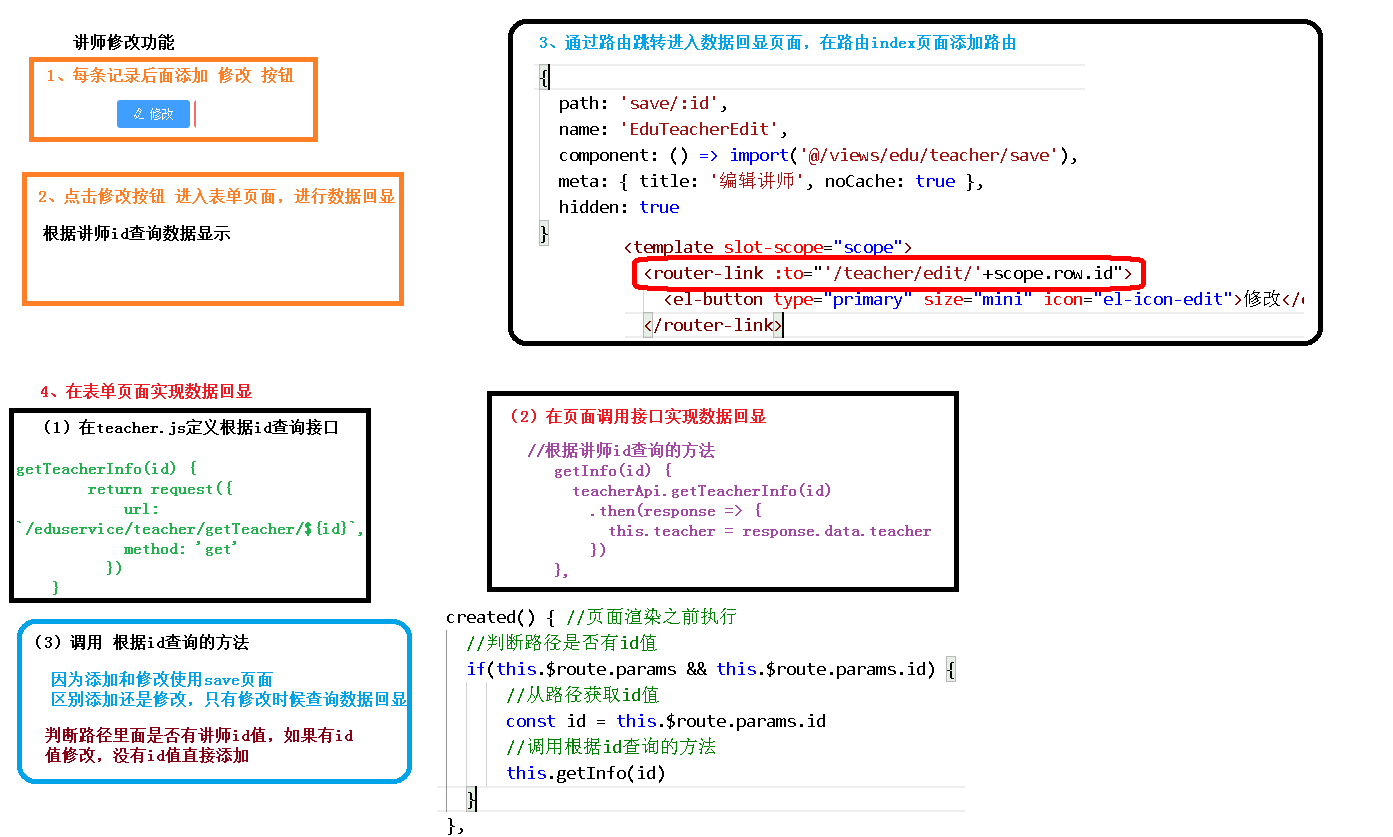 讲师修改功能
1、每条记录后面添加 修改 按钮
修改
2、点击修改按钮 进入表单页面，进行数据回显
根据讲师id查询数据显示
3、通过路由跳转进入数据回显页面，在路由index页面添加路由
{
path: 'save/:id',
name: 'EduTeacherEdit',
component: () => import('@/views/edu/teacher/save'),
meta: { title: '编辑讲师', noCache: true },
hidden: true
}
<template slot-scope="scope">
<router-link :to="'/teacher/edit/'+scope.row.id">
<el-button type="primary" size="mini" icon="el-icon-edit">修改</
</router-link>
4、在表单页面实现数据回显
（1）在teacher.js定义根据id查询接口
getTeacherInfo(id) {
return request({
url:
`/eduservice/teacher/getTeacher/${id}`,
method: 'get'
})
}
（2）在页面调用接口实现数据回显
//根据讲师id查询的方法
getInfo(id) {
teacherApi.getTeacherInfo(id)
.then(response => {
this.teacher = response.data.teacher
})
},
（3）调用 根据id查询的方法
因为添加和修改使用save页面
区别添加还是修改，只有修改时候查询数据回显
判断路径里面是否有讲师id值，如果有id
值修改，没有id值直接添加
created() { //页面渲染之前执行
//判断路径是否有id值
if(this.$route.params && this.$route.params.id) {
//从路径获取id值
const id = this.$route.params.id
//调用根据id查询的方法
this.getInfo(id)
}
},